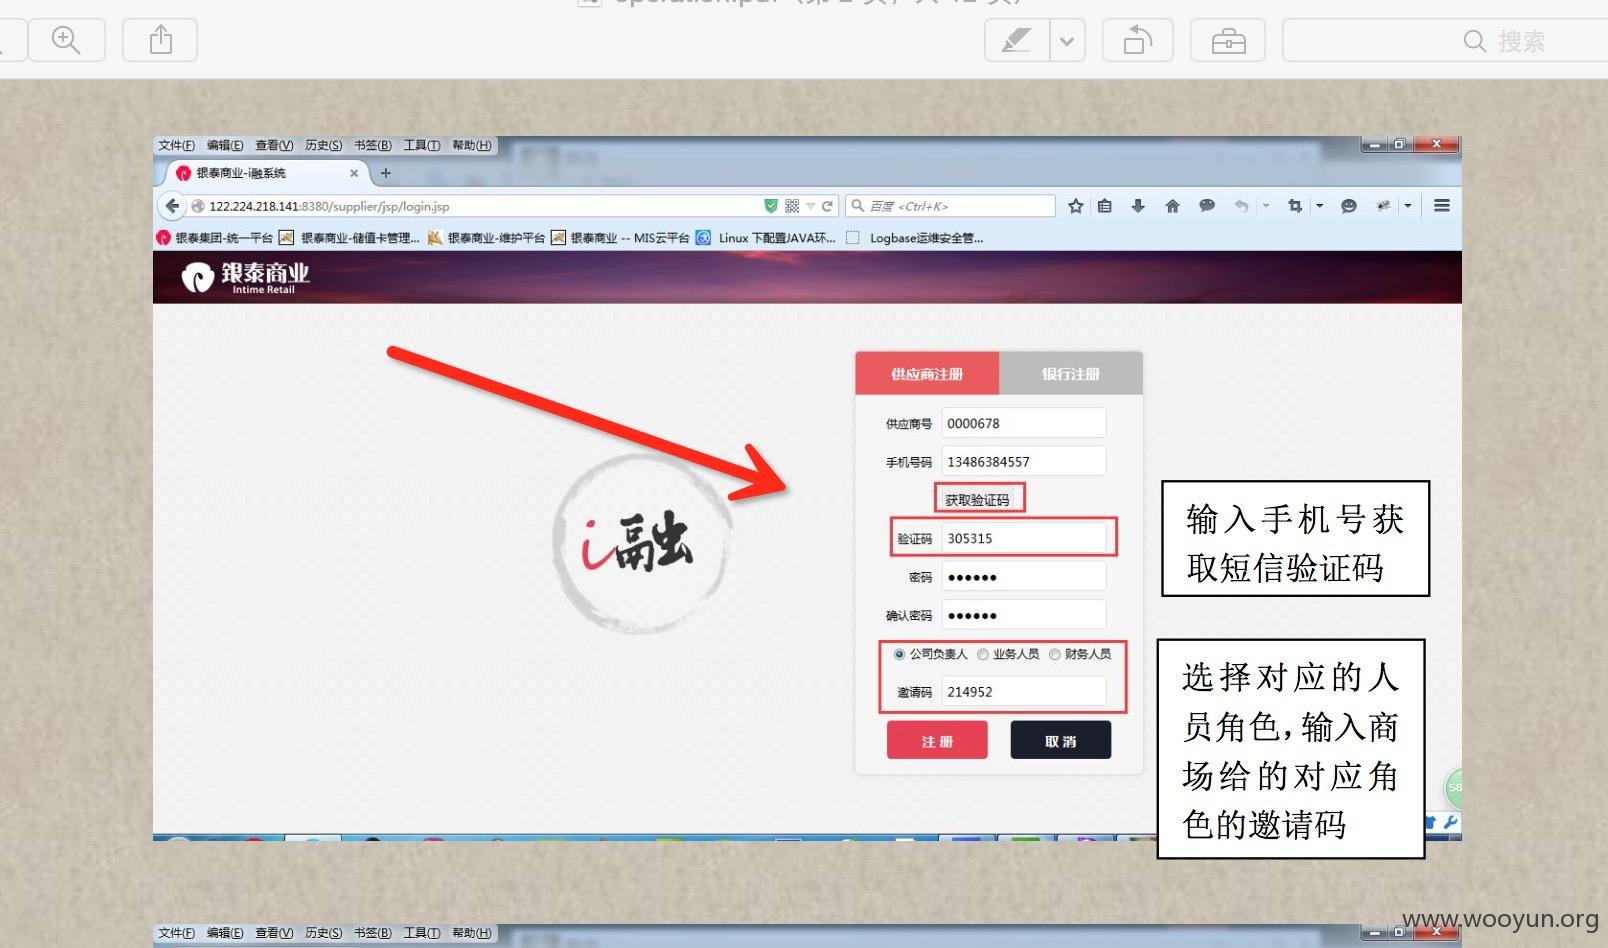 搜索
文件(F) 编辑(E) 查看(V) 历史(S) 书签(B) 工具(T) 帮助(H)
银泰商业-i融系统
122.224.218.141:8380/supplier/jsp/login.jsp
百度 <Ctrl+K>
银泰集团-统一平台 银泰商业-储值卡管理... 银泰商业-维护平台 银泰商业 -- MIS云平台 Linux 下配置JAVA环... Logbase运维安全管...
银泰商业
Intime Retail
供应商注册 银行注册
供应商号 0000678
手机号码 13486384557
获取验证码
验证码 305315
密码 ●●●●●●
确认密码 ●●●●●●
公司负责人 业务人员 财务人员
邀请码 214952
注 册 取 消
i融
输入手机号获
取短信验证码
选择对应的人
员角色,输入商
场给的对应角
色的邀请码
58
www.wooyun.org
文件(F) 编辑(E) 查看(V) 历史(S) 书签(B) 工具(T) 帮助(H)